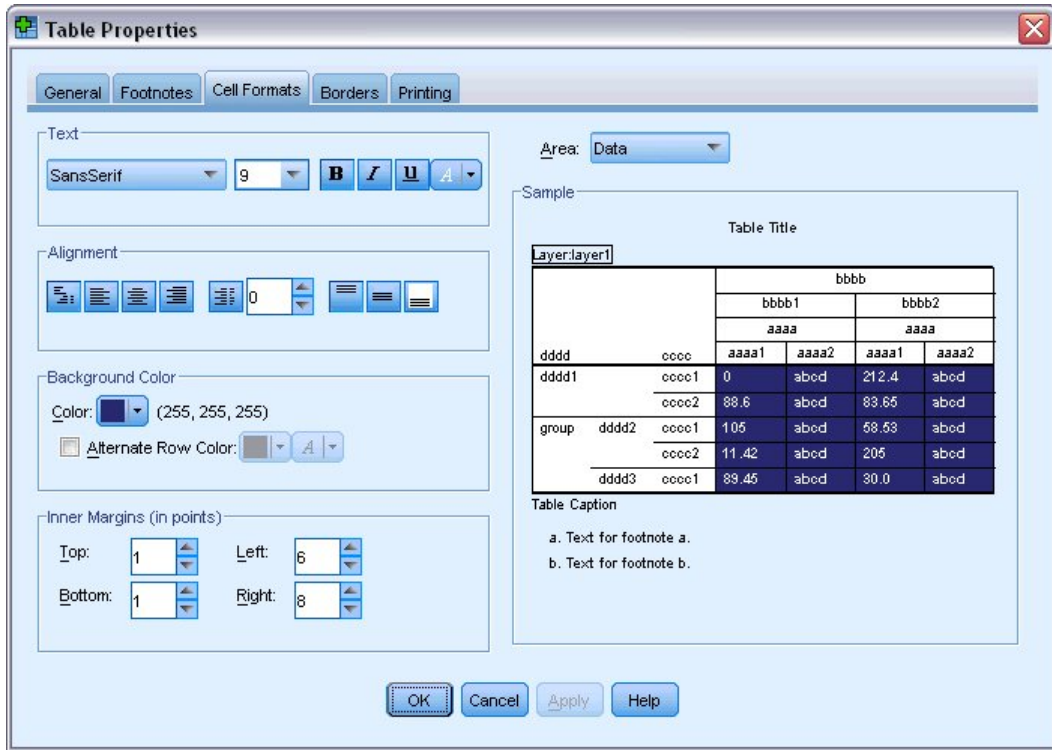 Table Properties
General Footnotes Cell Formats Borders Printing
Text
SansSerif 9 B I U A
Alignment
0
Background Color
Color: (255, 255, 255)
Alternate Row Color: A
Inner Margins (in points)
Top: 1 Left: 6
Bottom: 1 Right: 8
Area: Data
Sample
Table Title
Layer:layer1
bbbb
bbbb1 bbbb2
aaaa aaaa
dddd cccc aaaa1 aaaa2 aaaa1 aaaa2
dddd1 cccc1 0 abcd 212.4 abcd
cccc2 88.6 abcd 83.65 abcd
group dddd2 cccc1 105 abcd 58.53 abcd
cccc2 11.42 abcd 205 abcd
dddd3 cccc1 89.45 abcd 30.0 abcd
Table Caption
a. Text for footnote a.
b. Text for footnote b.
OK Cancel Apply Help